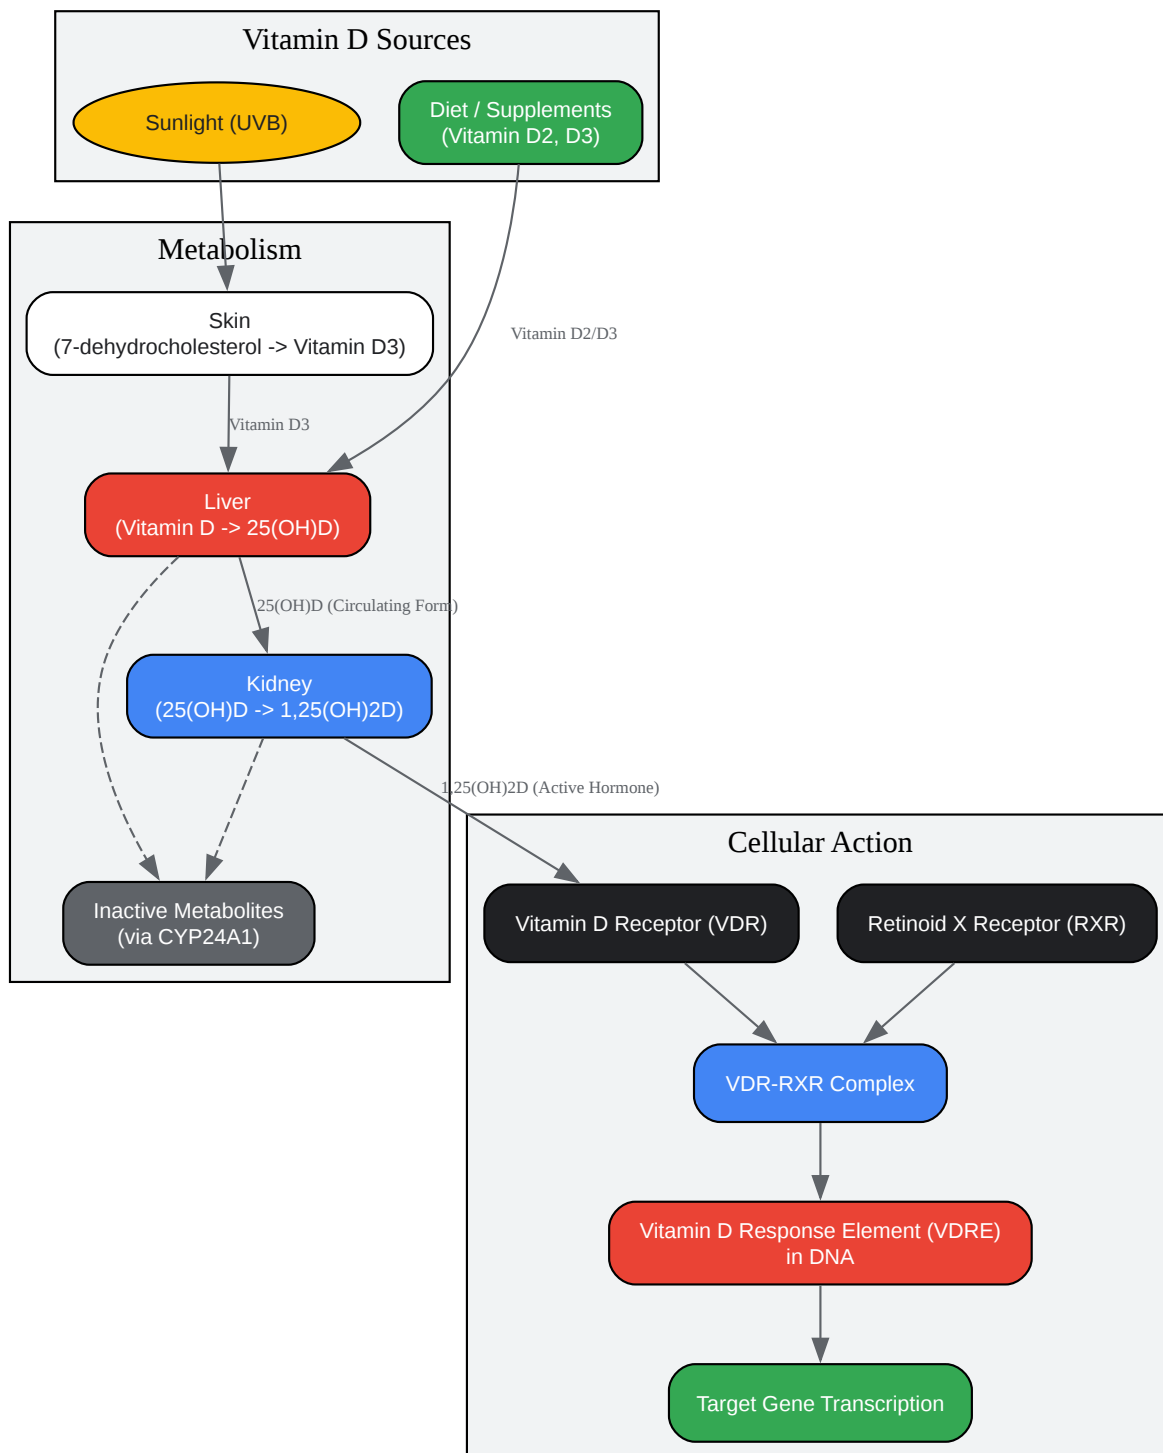 Vitamin D Sources
Sunlight (UVB)
Diet / Supplements
(Vitamin D2, D3)
Metabolism
Skin
(7-dehydrocholesterol -> Vitamin D3)
Vitamin D2/D3
Vitamin D3
Liver
(Vitamin D -> 25(OH)D)
25(OH)D (Circulating Form)
Kidney
(25(OH)D -> 1,25(OH)2D)
1,25(OH)2D (Active Hormone)
Inactive Metabolites
(via CYP24A1)
Cellular Action
Vitamin D Receptor (VDR)
Retinoid X Receptor (RXR)
VDR-RXR Complex
Vitamin D Response Element (VDRE)
in DNA
Target Gene Transcription